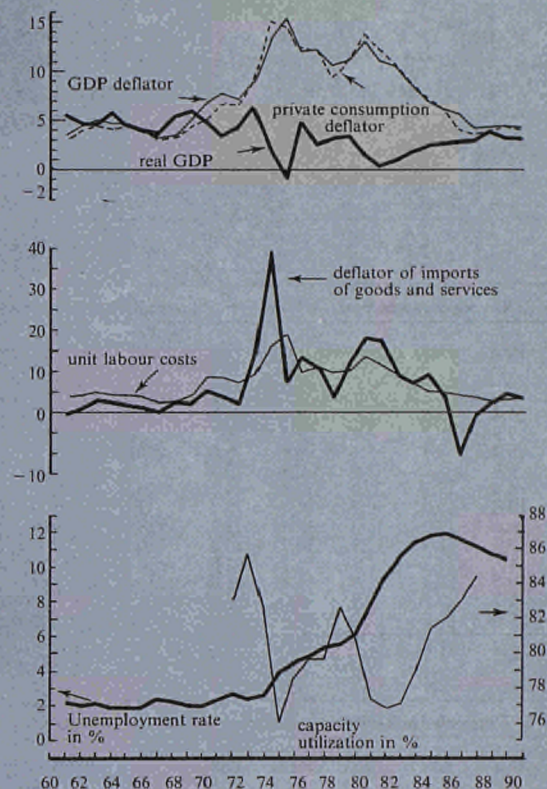 15
10
5
0
−2
GDP deflator
private consumption
deflator
real GDP
40
30
20
10
0
−10
deflator of imports
of goods and services
unit labour costs
12
10
8
6
4
2
0
88
86
84
82
80
78
76
Unemployment rate
in %
capacity
utilization in %
60 62 64 66 68 70 72 74 76 78 80 82 84 86 88 90